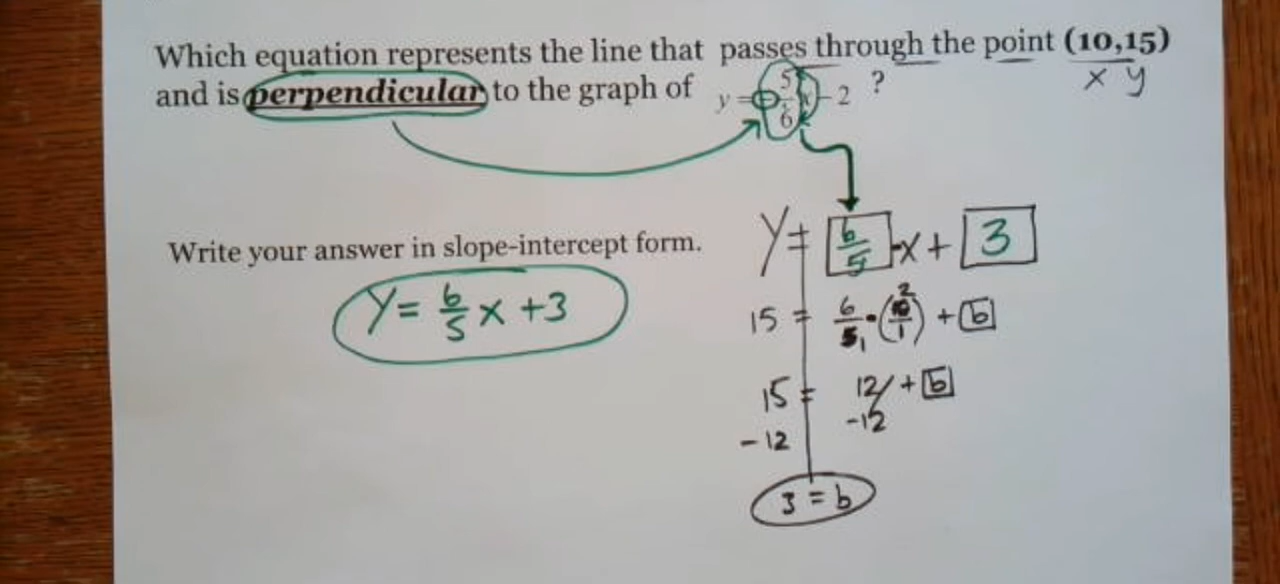 Which equation represents the line that passes through the point (10,15)
x y
and is perpendicular to the graph of y = -5/6 x - 2 ?
Write your answer in slope-intercept form.
y = 6/5 x + 3
Y = 6/5 x + 3
15 = 6/5 1 • (10/1) 2 + b
15 = 12 + b
- 12 -12
3 = b